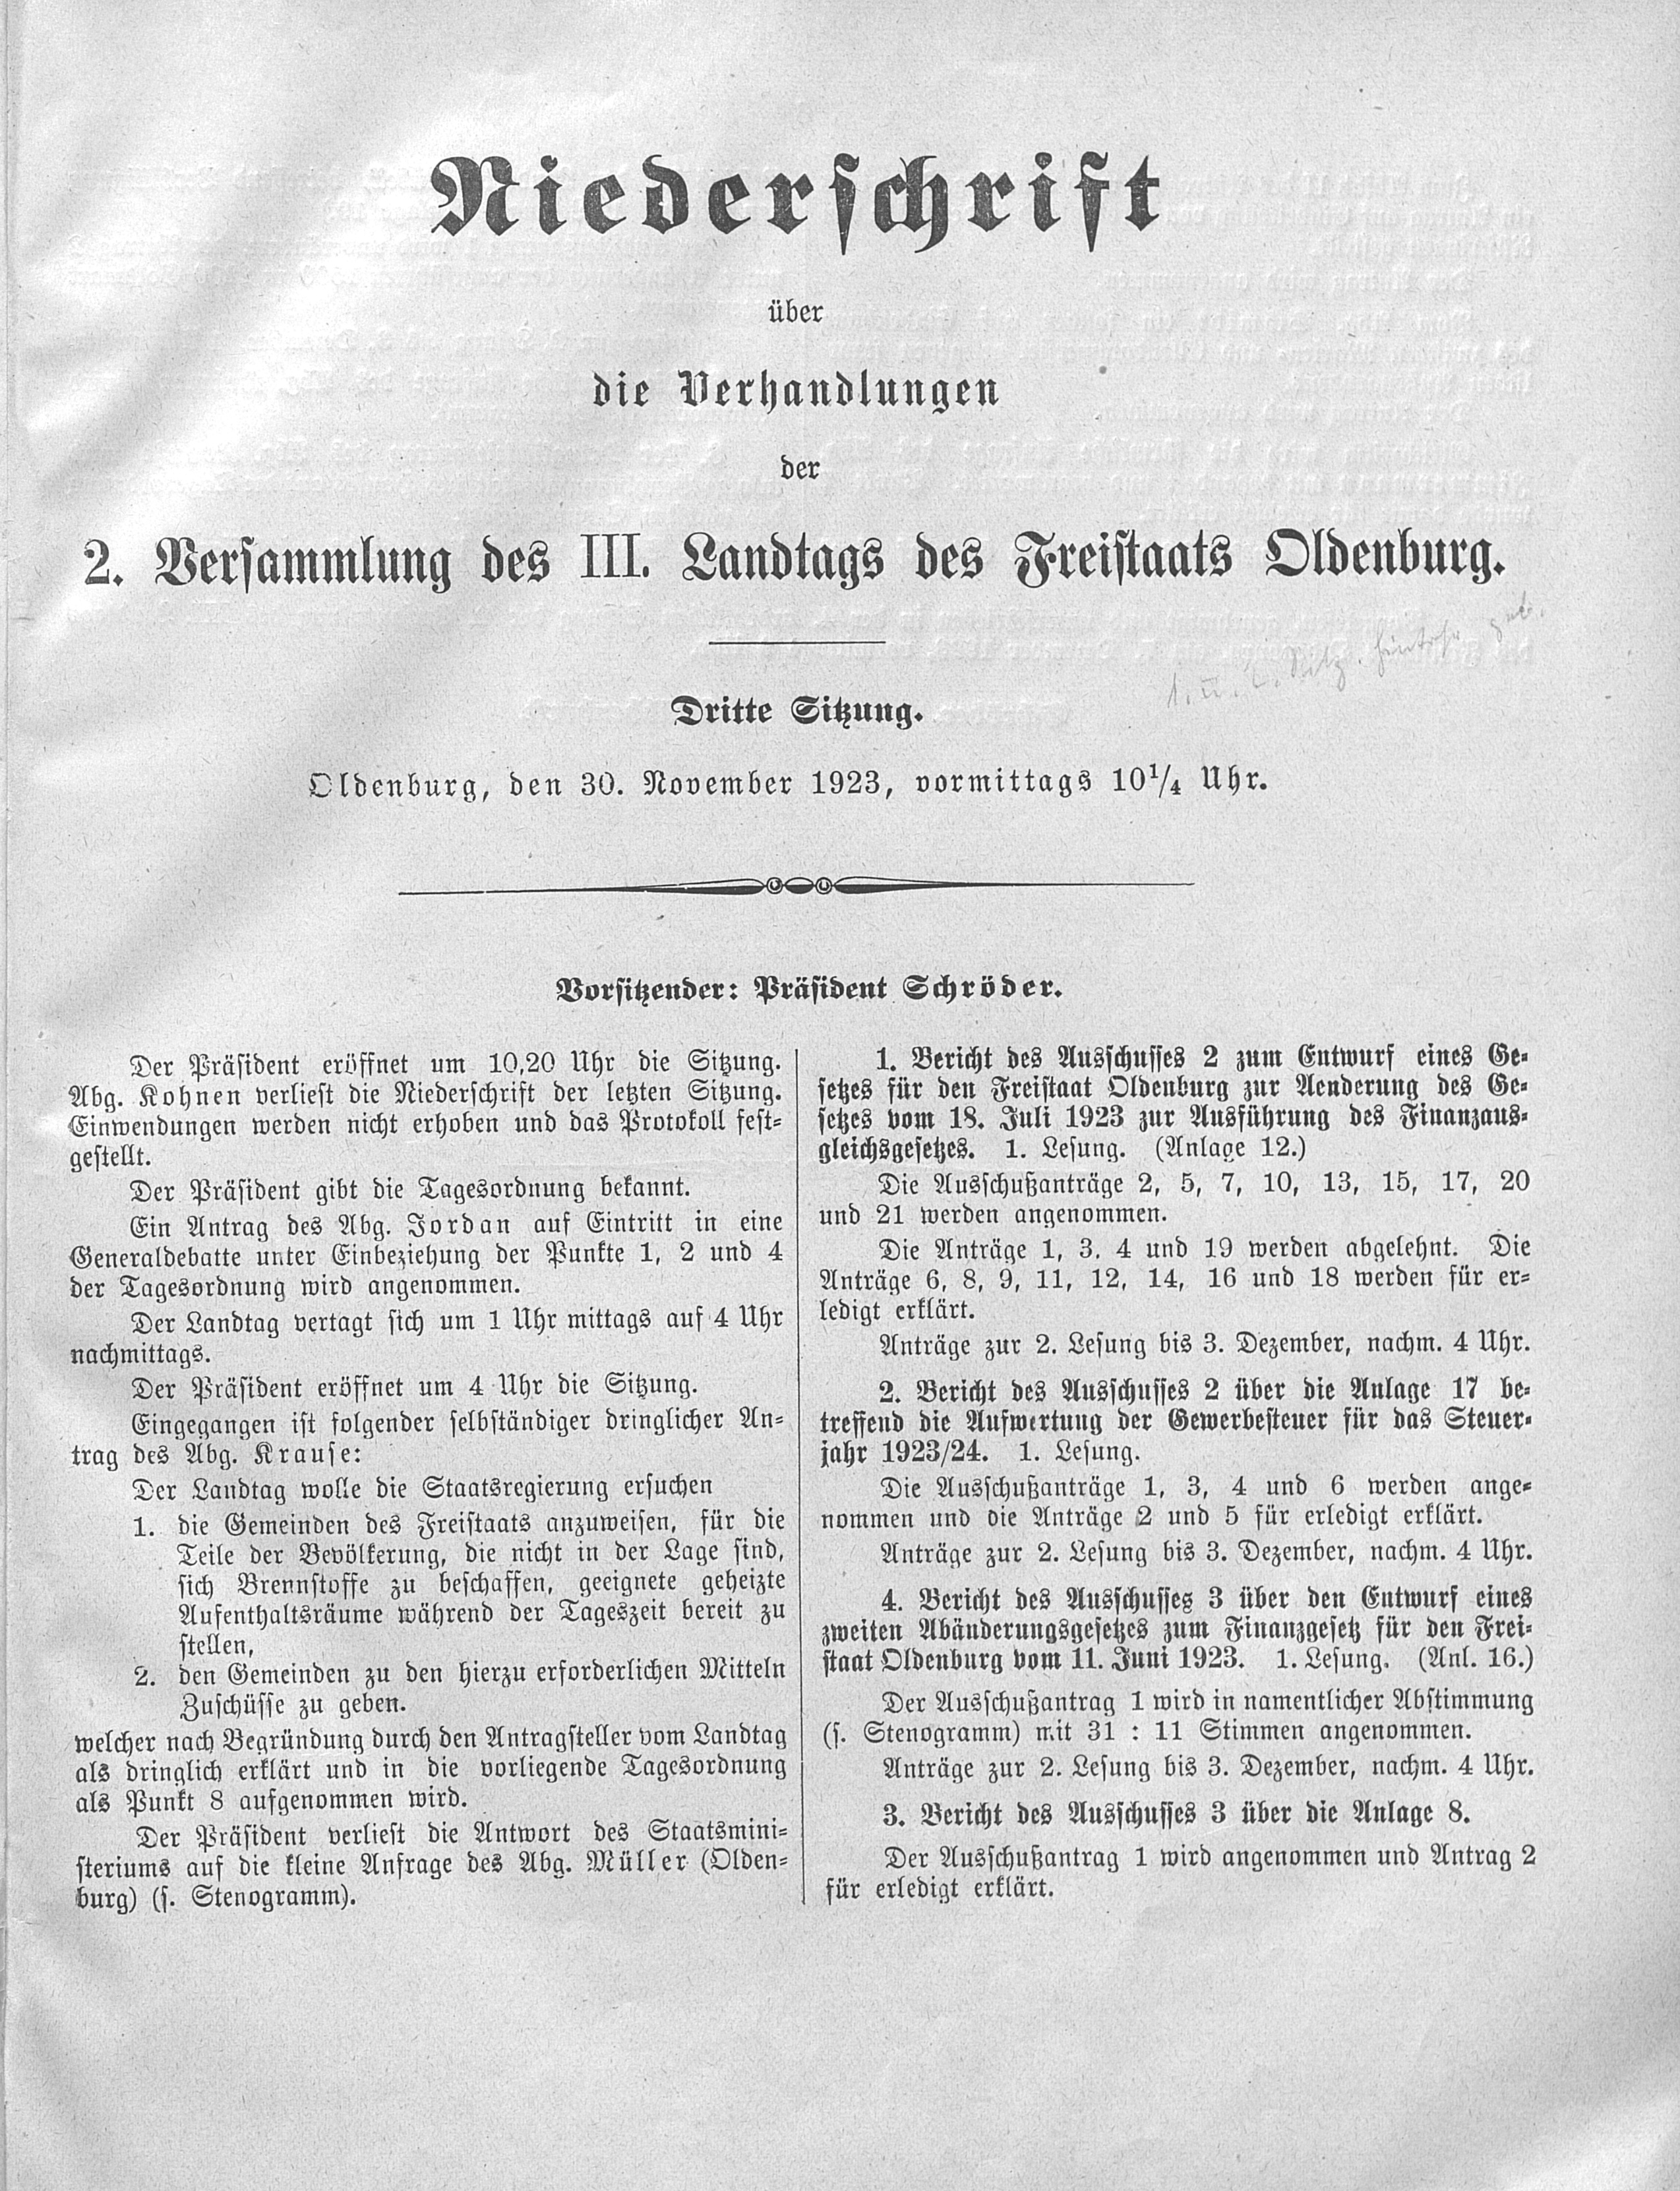 Niederschrift
über
die Verhandlungen
der
2. Versammlung des III. Landtags des Freistaats Oldenburg.
1. u. 2. Sitz.
Dritte Sitzung.
Oldenburg, den 30. November 1923, vormittags 10¹/₄ Uhr.
Vorsitzender: Präsident Schröder.
Der Präsident eröffnet um 10,20 Uhr die Sitzung.
Abg. Kohnen verliest die Niederschrift der letzten Sitzung.
Einwendungen werden nicht erhoben und das Protokoll fest-
gestellt.
Der Präsident gibt die Tagesordnung bekannt.
Ein Antrag des Abg. Jordan auf Eintritt in eine
Generaldebatte unter Einbeziehung der Punkte 1, 2 und 4
der Tagesordnung wird angenommen.
Der Landtag vertagt sich um 1 Uhr mittags auf 4 Uhr
nachmittags.
Der Präsident eröffnet um 4 Uhr die Sitzung.
Eingegangen ist folgender selbständiger dringlicher An-
trag des Abg. Krause:
Der Landtag wolle die Staatsregierung ersuchen
1. die Gemeinden des Freistaats anzuweisen, für die
Teile der Bevölkerung, die nicht in der Lage sind,
sich Brennstoffe zu beschaffen, geeignete geheizte
Aufenthaltsräume während der Tageszeit bereit zu
stellen,
2. den Gemeinden zu den hierzu erforderlichen Mitteln
Zuschüsse zu geben.
welcher nach Begründung durch den Antragsteller vom Landtag
als dringlich erklärt und in die vorliegende Tagesordnung
als Punkt 8 aufgenommen wird.
Der Präsident verliest die Antwort des Staatsmini-
steriums auf die kleine Anfrage des Abg. Müller (Olden-
burg) (s. Stenogramm).
1. Bericht des Ausschusses 2 zum Entwurf eines Ge-
setzes für den Freistaat Oldenburg zur Aenderung des Ge-
setzes vom 18. Juli 1923 zur Ausführung des Finanzaus-
gleichsgesetzes. 1. Lesung. (Anlage 12.)
Die Ausschußanträge 2, 5, 7, 10, 13, 15, 17, 20
und 21 werden angenommen.
Die Anträge 1, 3. 4 und 19 werden abgelehnt. Die
Anträge 6, 8, 9, 11, 12, 14, 16 und 18 werden für er-
ledigt erklärt.
Anträge zur 2. Lesung bis 3. Dezember, nachm. 4 Uhr.
2. Bericht des Ausschusses 2 über die Anlage 17 be-
treffend die Aufwertung der Gewerbesteuer für das Steuer-
jahr 1923/24. 1. Lesung.
Die Ausschußanträge 1, 3, 4 und 6 werden ange-
nommen und die Anträge 2 und 5 für erledigt erklärt.
Anträge zur 2. Lesung bis 3. Dezember, nachm. 4 Uhr.
4. Bericht des Ausschusses 3 über den Entwurf eines
zweiten Abänderungsgesetzes zum Finanzgesetz für den Frei-
staat Oldenburg vom 11. Juni 1923. 1. Lesung. (Anl. 16.)
Der Ausschußantrag 1 wird in namentlicher Abstimmung
(s. Stenogramm) mit 31 : 11 Stimmen angenommen.
Anträge zur 2. Lesung bis 3. Dezember, nachm. 4 Uhr.
3. Bericht des Ausschusses 3 über die Anlage 8.
Der Ausschußantrag 1 wird angenommen und Antrag 2
für erledigt erklärt.